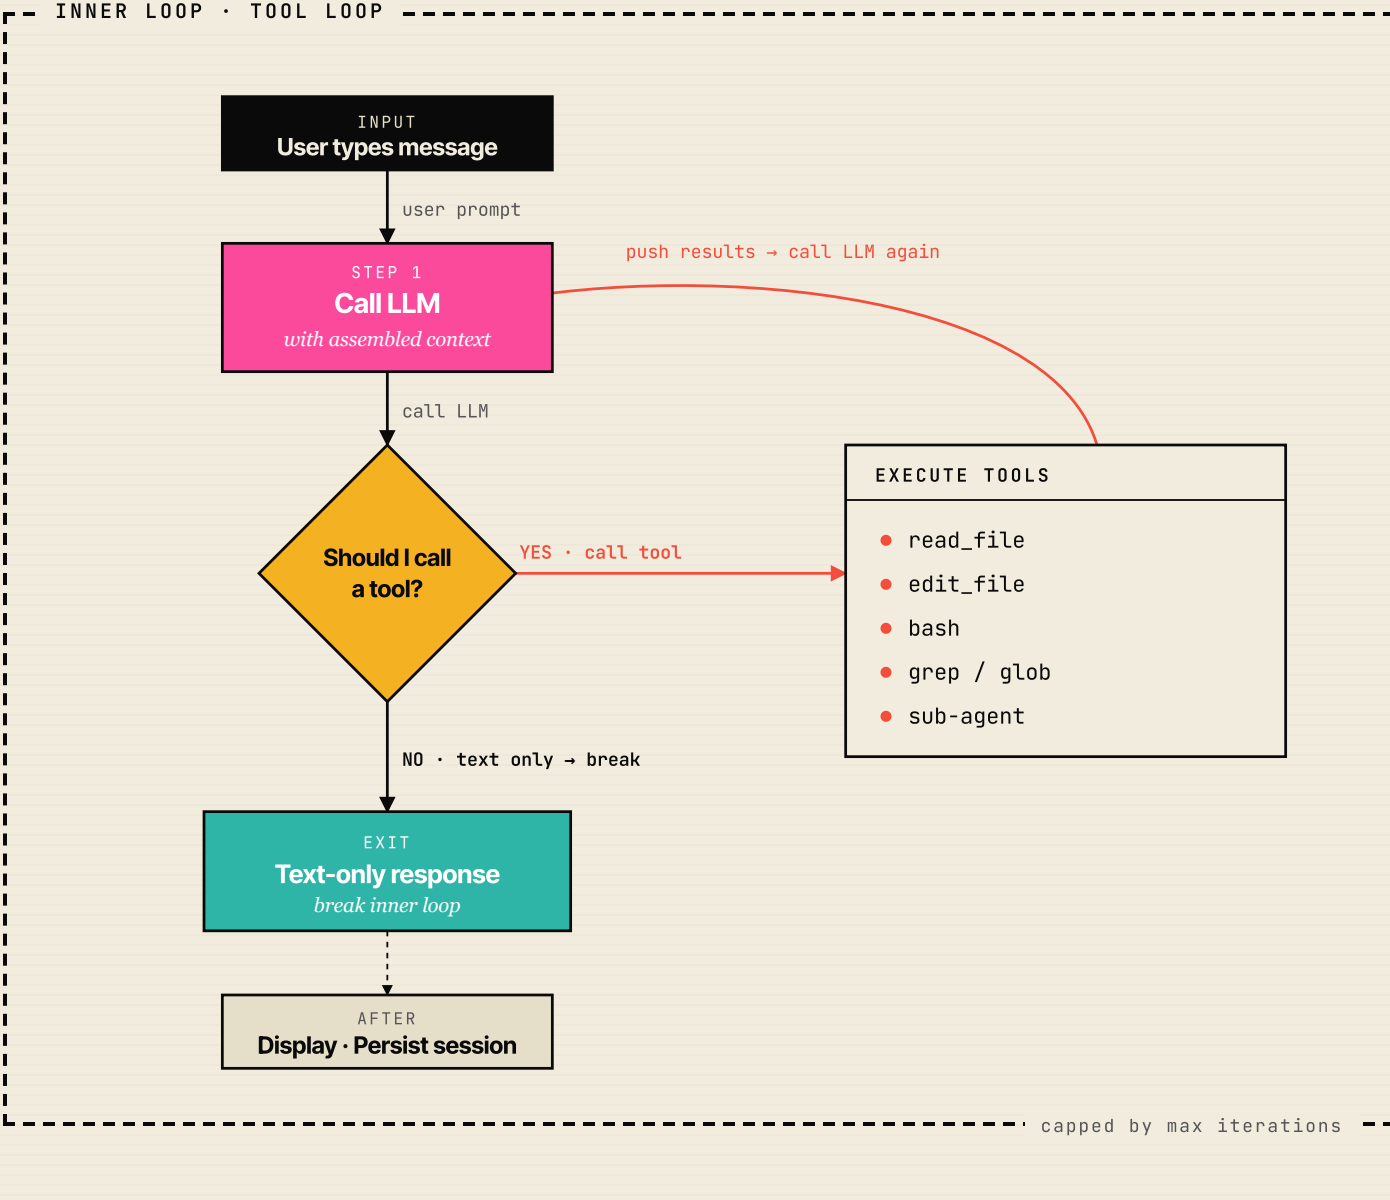 INNER LOOP · TOOL LOOP
INPUT
User types message
user prompt
STEP 1
Call LLM
with assembled context
push results → call LLM again
call LLM
Should I call
a tool?
YES · call tool
EXECUTE TOOLS
read_file
edit_file
bash
grep / glob
sub-agent
NO · text only → break
EXIT
Text-only response
break inner loop
AFTER
Display · Persist session
capped by max iterations